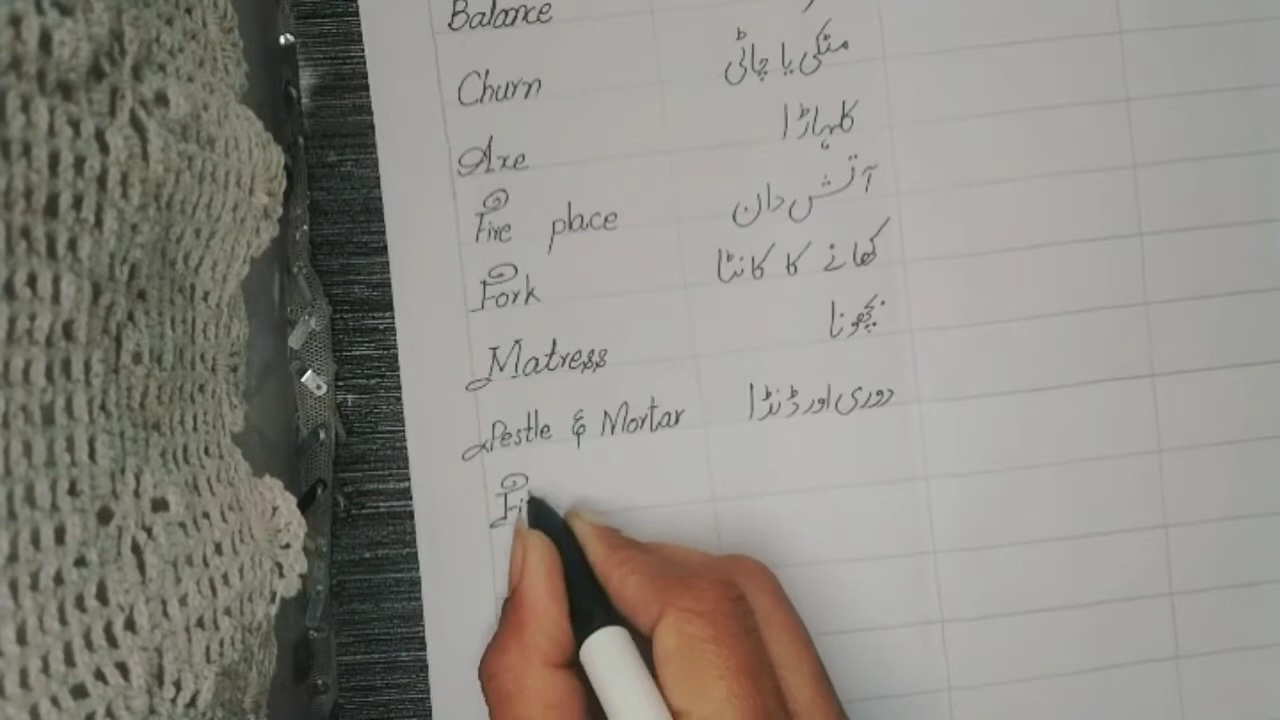 Balance
Churn مٹکی یا چاٹی
Axe کلہاڑا
Fire place آتش دان
Fork کھانے کا کانٹا
Matress بچھونا
Pestle & Mortar دوری اور ڈنڈا
Fi